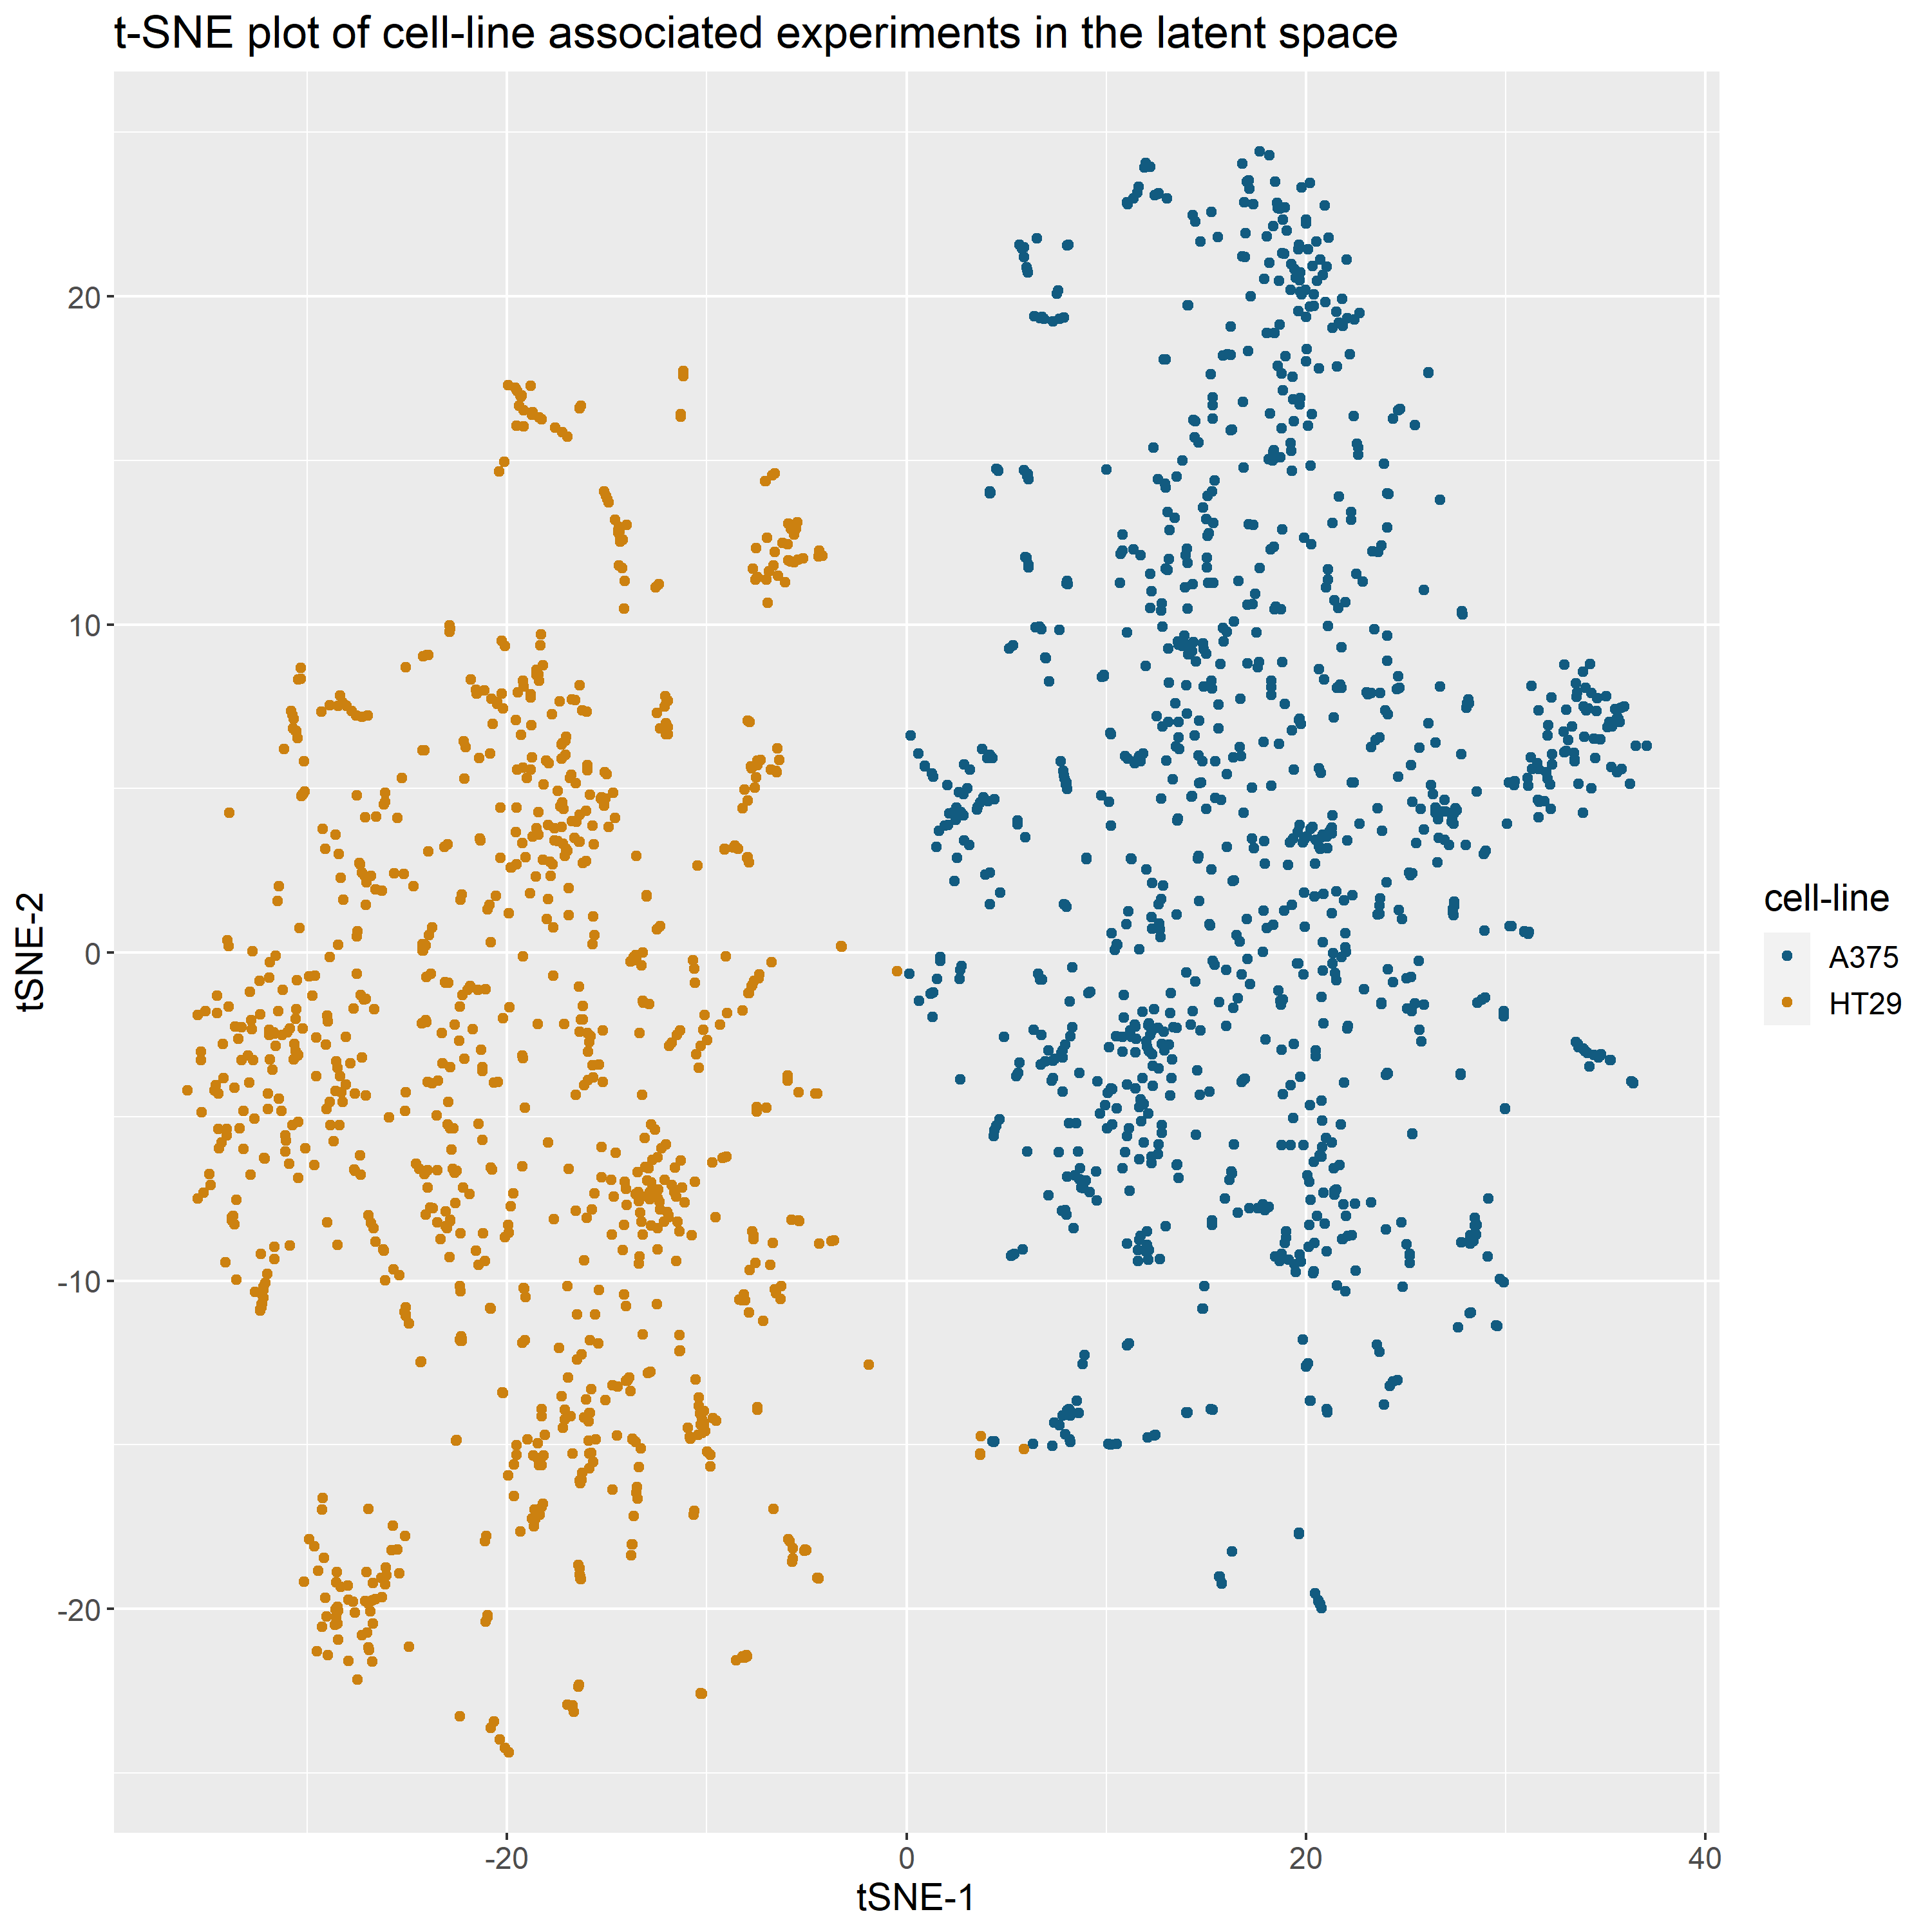 t-SNE plot of cell-line associated experiments in the latent space
tSNE-2
20
10
0
-10
-20
-20
0
20
40
tSNE-1
cell-line
A375
HT29